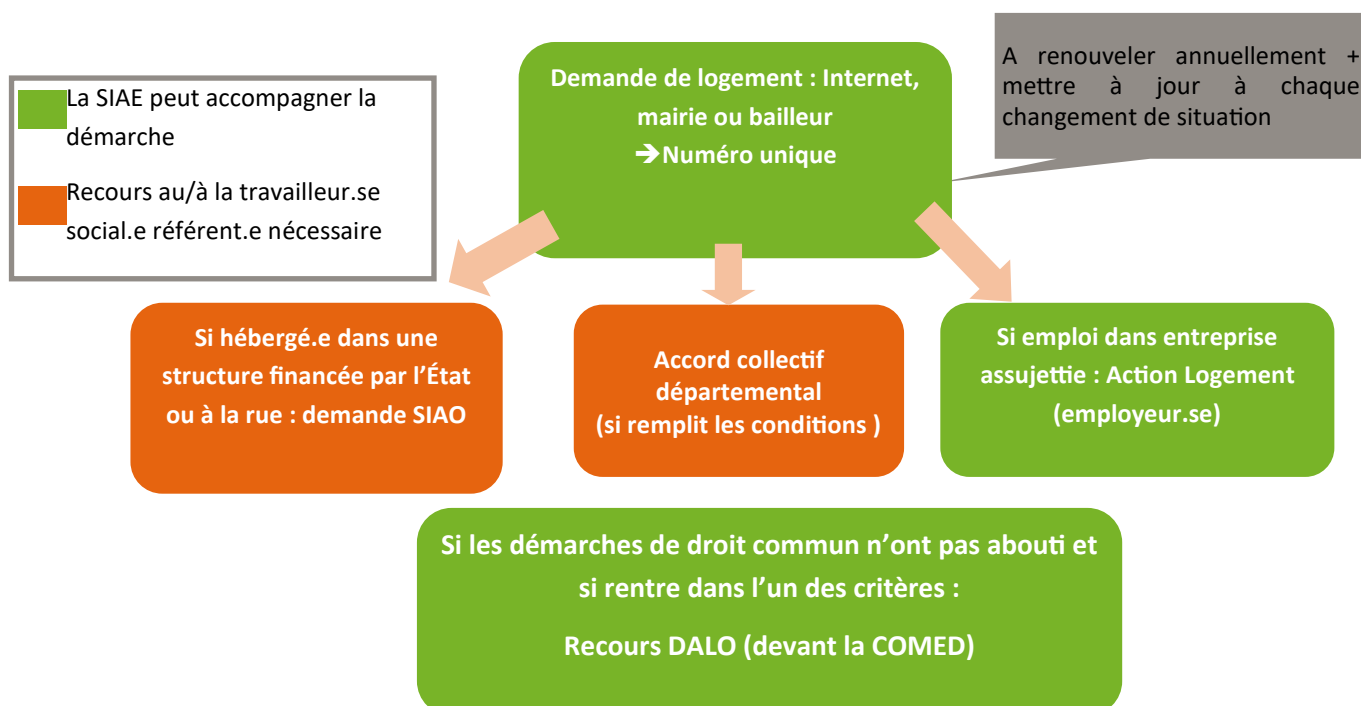 La SIAE peut accompagner la
démarche
Recours au/à la travailleur.se
social.e référent.e nécessaire
Demande de logement : Internet,
mairie ou bailleur
➔Numéro unique
A renouveler annuellement +
mettre à jour à chaque
changement de situation
Si hébergé.e dans une
structure financée par l’État
ou à la rue : demande SIAO
Accord collectif
départemental
(si remplit les conditions )
Si emploi dans entreprise
assujettie : Action Logement
(employeur.se)
Si les démarches de droit commun n’ont pas abouti et
si rentre dans l’un des critères :
Recours DALO (devant la COMED)